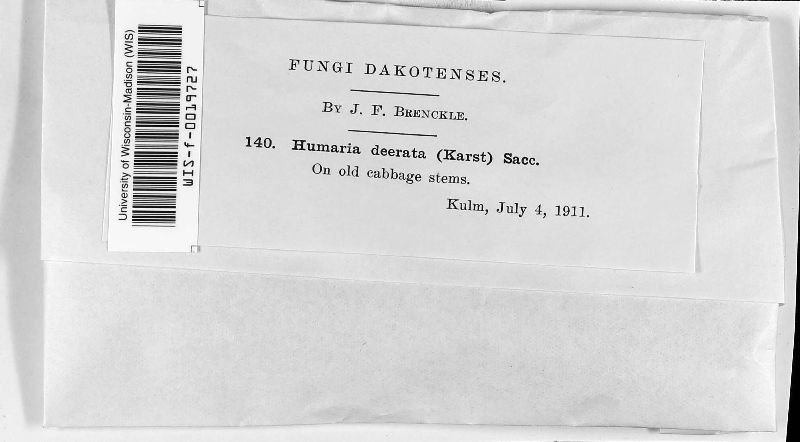 FUNGI DAKOTENSES.
BY J. F. BRENCKLE.
140. Humaria deerata (Karst) Sacc.
On old cabbage stems.
Kulm, July 4, 1911.
University of Wisconsin-Madison (WIS)
WIS-f-0019727